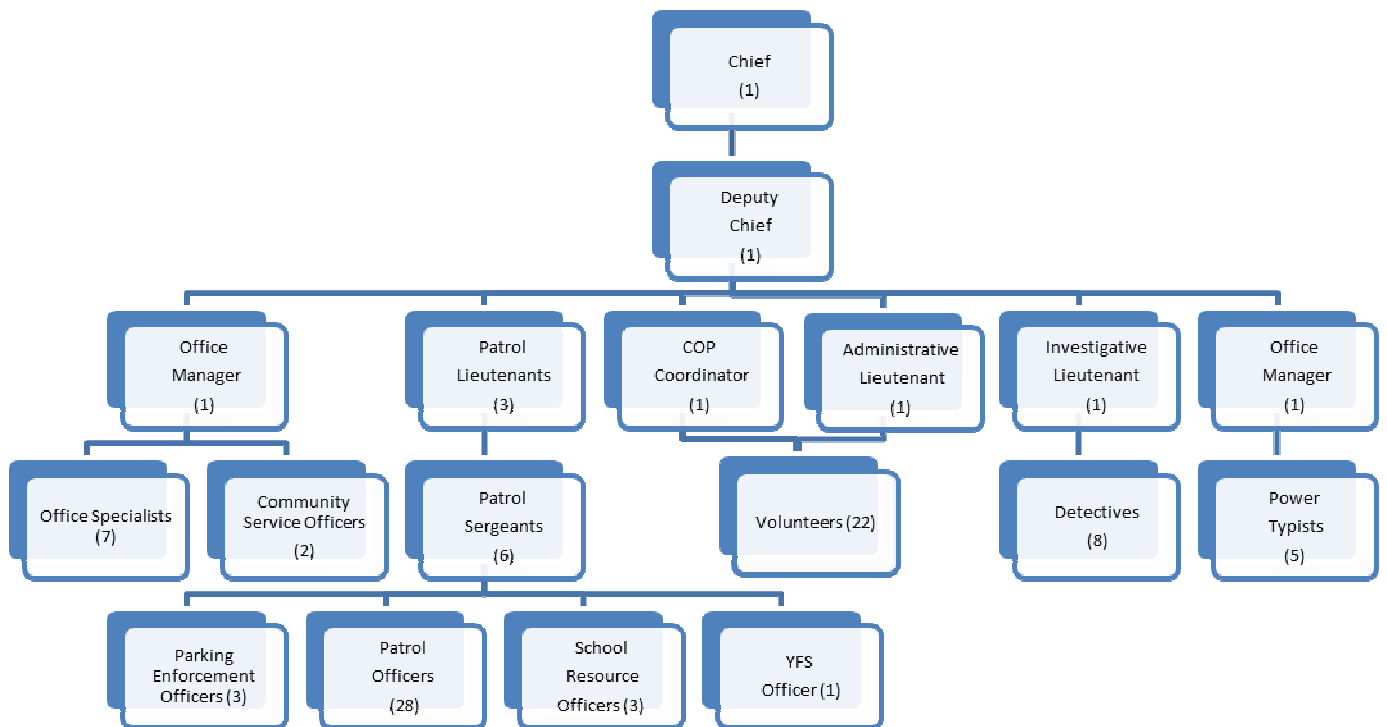 Chief
(1)
Deputy
Chief
(1)
Office
Manager
(1)
Patrol
Lieutenants
(3)
COP
Coordinator
(1)
Administrative
Lieutenant
(1)
Investigative
Lieutenant
(1)
Office
Manager
(1)
Office Specialists
(7)
Community
Service Officers
(2)
Patrol
Sergeants
(6)
Volunteers (22)
Detectives
(8)
Power
Typists
(5)
Parking
Enforcement
Officers (3)
Patrol
Officers
(28)
School
Resource
Officers (3)
YFS
Officer (1)